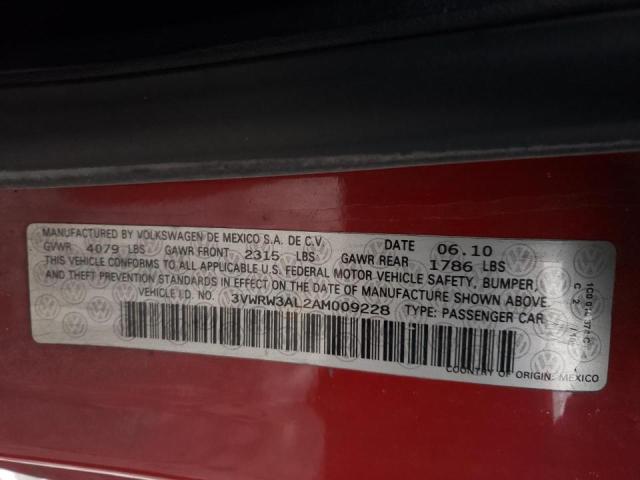 MANUFACTURED BY VOLKSWAGEN DE MEXICO S.A. DE C.V. DATE 06.10
GVWR 4079 LBS GAWR FRONT 2315 LBS GAWR REAR 1786 LBS
THIS VEHICLE CONFORMS TO ALL APPLICABLE U.S. FEDERAL MOTOR VEHICLE SAFETY, BUMPER,
AND THEFT PREVENTION STANDARDS IN EFFECT ON THE DATE OF MANUFACTURE SHOWN ABOVE.
VEHICLE I.D. NO. 3VWRW3AL2AM009228 TYPE: PASSENGER CAR
COUNTRY OF ORIGIN: MEXICO